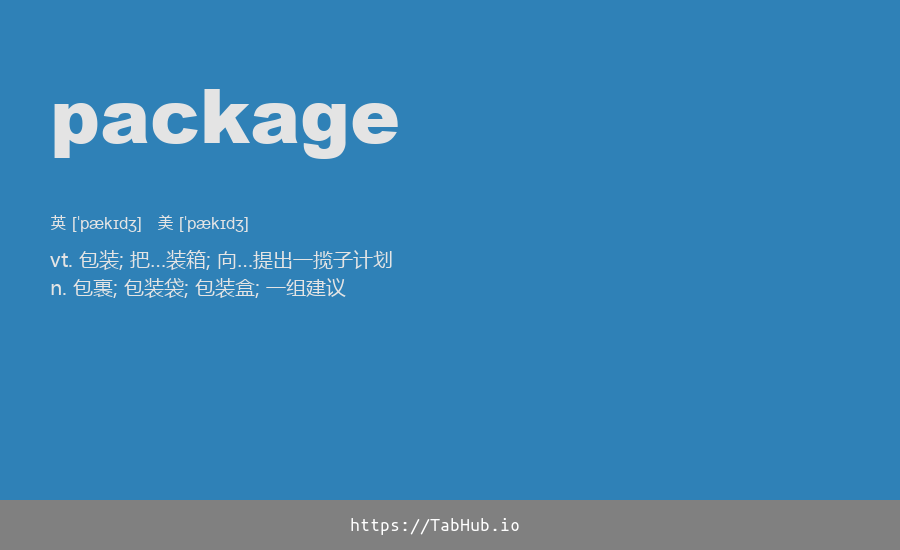 package
英 [ˈpækɪdʒ] 美 [ˈpækɪdʒ]
vt. 包装; 把...装箱; 向...提出一揽子计划
n. 包裹; 包装袋; 包装盒; 一组建议
https://TabHub.io